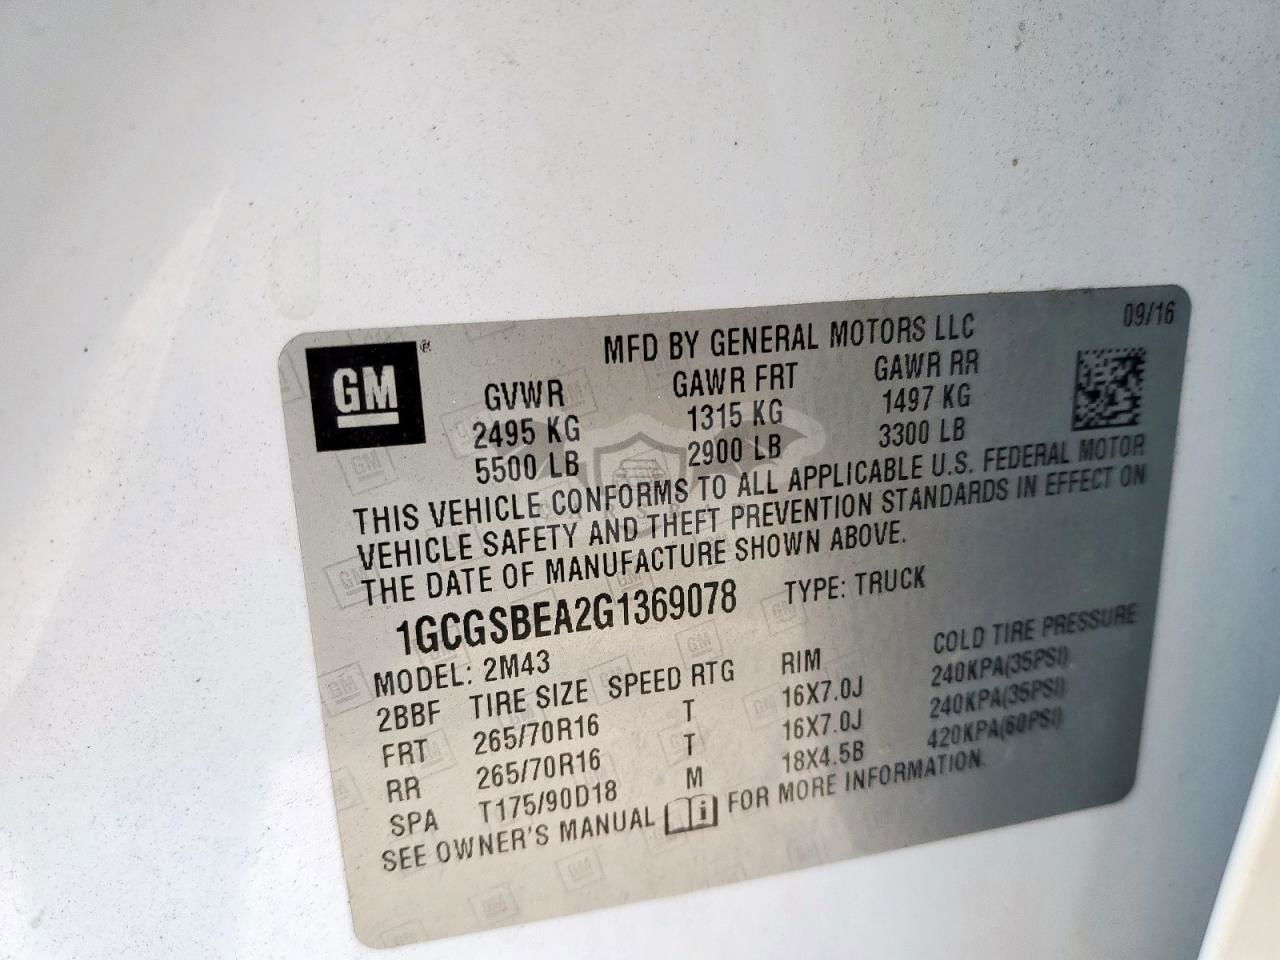 GM®
MFD BY GENERAL MOTORS LLC 09/16
GVWR GAWR FRT GAWR RR
2495 KG 1315 KG 1497 KG
5500 LB 2900 LB 3300 LB
THIS VEHICLE CONFORMS TO ALL APPLICABLE U.S. FEDERAL MOTOR
VEHICLE SAFETY AND THEFT PREVENTION STANDARDS IN EFFECT ON
THE DATE OF MANUFACTURE SHOWN ABOVE.
1GCGSBEA2G1369078 TYPE: TRUCK
MODEL: 2M43
2BBF TIRE SIZE SPEED RTG RIM COLD TIRE PRESSURE
FRT 265/70R16 T 16X7.0J 240KPA(35PSI)
RR 265/70R16 T 16X7.0J 240KPA(35PSI)
SPA T175/90D18 M 18X4.5B 420KPA(60PSI)
SEE OWNER'S MANUAL i FOR MORE INFORMATION.